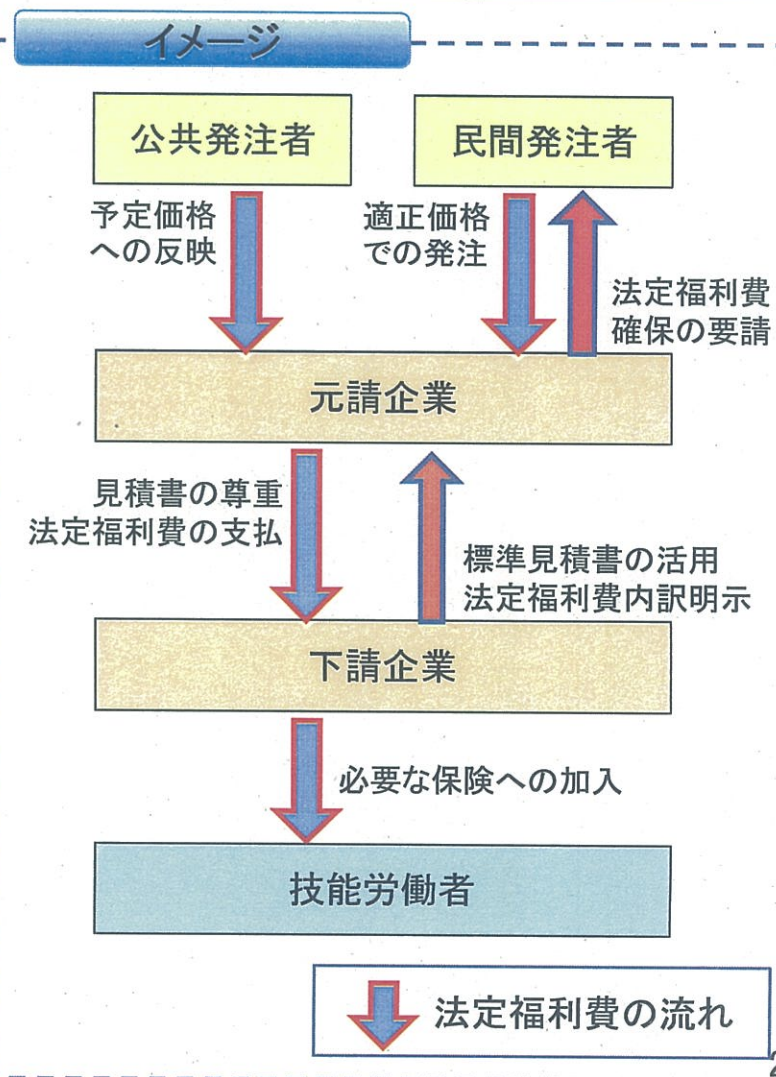 イメージ
公共発注者
民間発注者
予定価格
への反映
適正価格
での発注
法定福利費
確保の要請
元請企業
見積書の尊重
法定福利費の支払
標準見積書の活用
法定福利費内訳明示
下請企業
必要な保険への加入
技能労働者
法定福利費の流れ